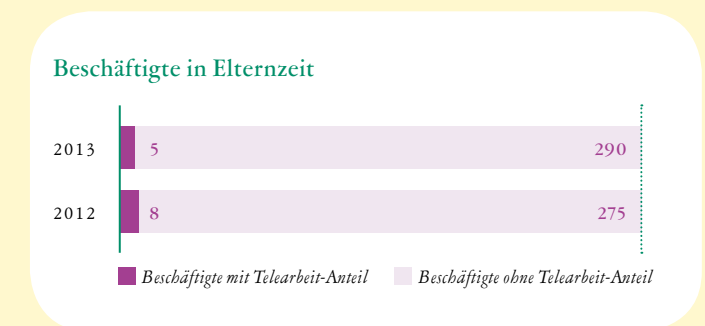 Beschäftigte in Elternzeit
2013 5 290
2012 8 275
Beschäftigte mit Telearbeit-Anteil Beschäftigte ohne Telearbeit-Anteil